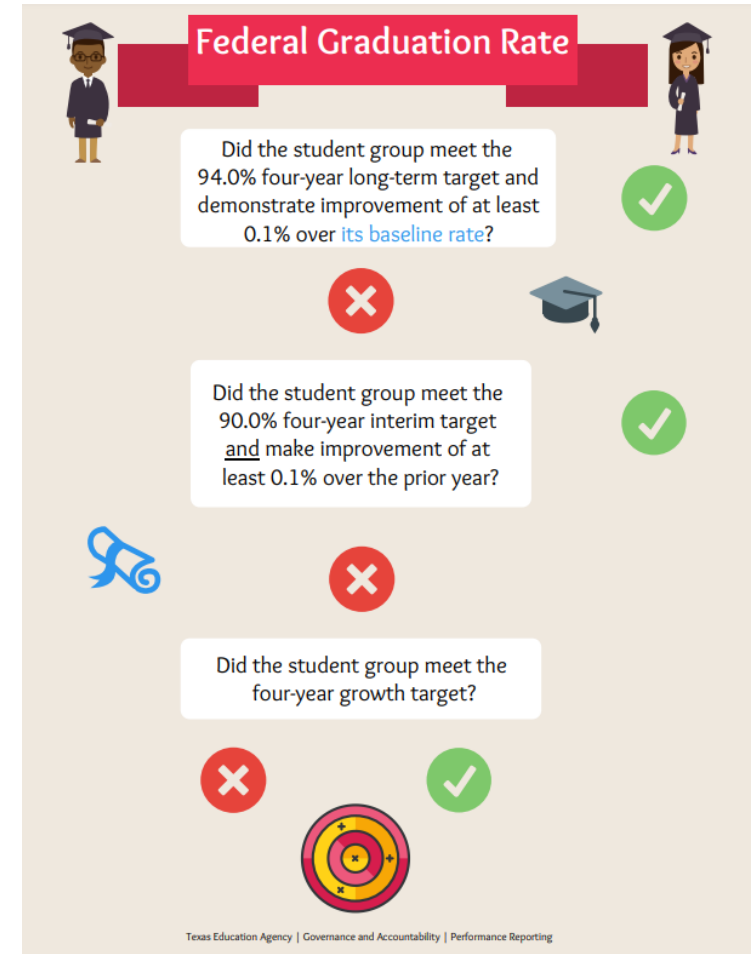 Federal Graduation Rate
Did the student group meet the
94.0% four-year long-term target and
demonstrate improvement of at least
0.1% over its baseline rate?
Did the student group meet the
90.0% four-year interim target
and make improvement of at
least 0.1% over the prior year?
Did the student group meet the
four-year growth target?
Texas Education Agency | Governance and Accountability | Performance Reporting